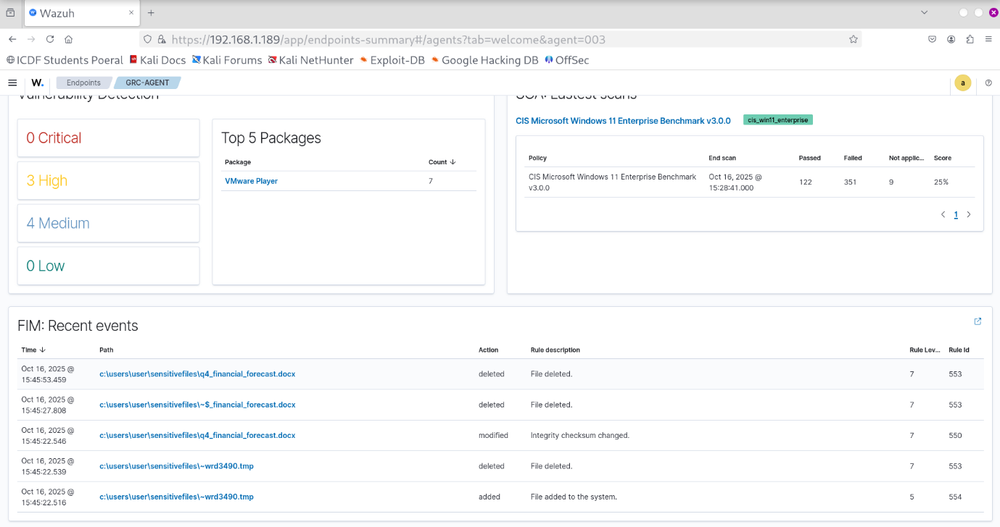 Wazuh
https://192.168.1.189/app/endpoints-summary#/agents?tab=welcome&agent=003
ICDF Students Poeral Kali Docs Kali Forums Kali NetHunter Exploit-DB Google Hacking DB OffSec
W. Endpoints GRC-AGENT a
Vulnerability Detection
0 Critical
3 High
4 Medium
0 Low
Top 5 Packages
Package Count
VMware Player 7
SCA: Lastest scans
CIS Microsoft Windows 11 Enterprise Benchmark v3.0.0 cis_win11_enterprise
Policy End scan Passed Failed Not applic... Score
CIS Microsoft Windows 11 Enterprise Benchmark Oct 16, 2025 @ 122 351 9 25%
v3.0.0 15:28:41.000
1
FIM: Recent events
Time Path Action Rule description Rule Lev... Rule Id
Oct 16, 2025 @
15:45:53.459 c:\users\user\sensitivefiles\q4_financial_forecast.docx deleted File deleted. 7 553
Oct 16, 2025 @
15:45:27.808 c:\users\user\sensitivefiles\~$_financial_forecast.docx deleted File deleted. 7 553
Oct 16, 2025 @
15:45:22.546 c:\users\user\sensitivefiles\q4_financial_forecast.docx modified Integrity checksum changed. 7 550
Oct 16, 2025 @
15:45:22.539 c:\users\user\sensitivefiles\~wrd3490.tmp deleted File deleted. 7 553
Oct 16, 2025 @
15:45:22.516 c:\users\user\sensitivefiles\~wrd3490.tmp added File added to the system. 5 554